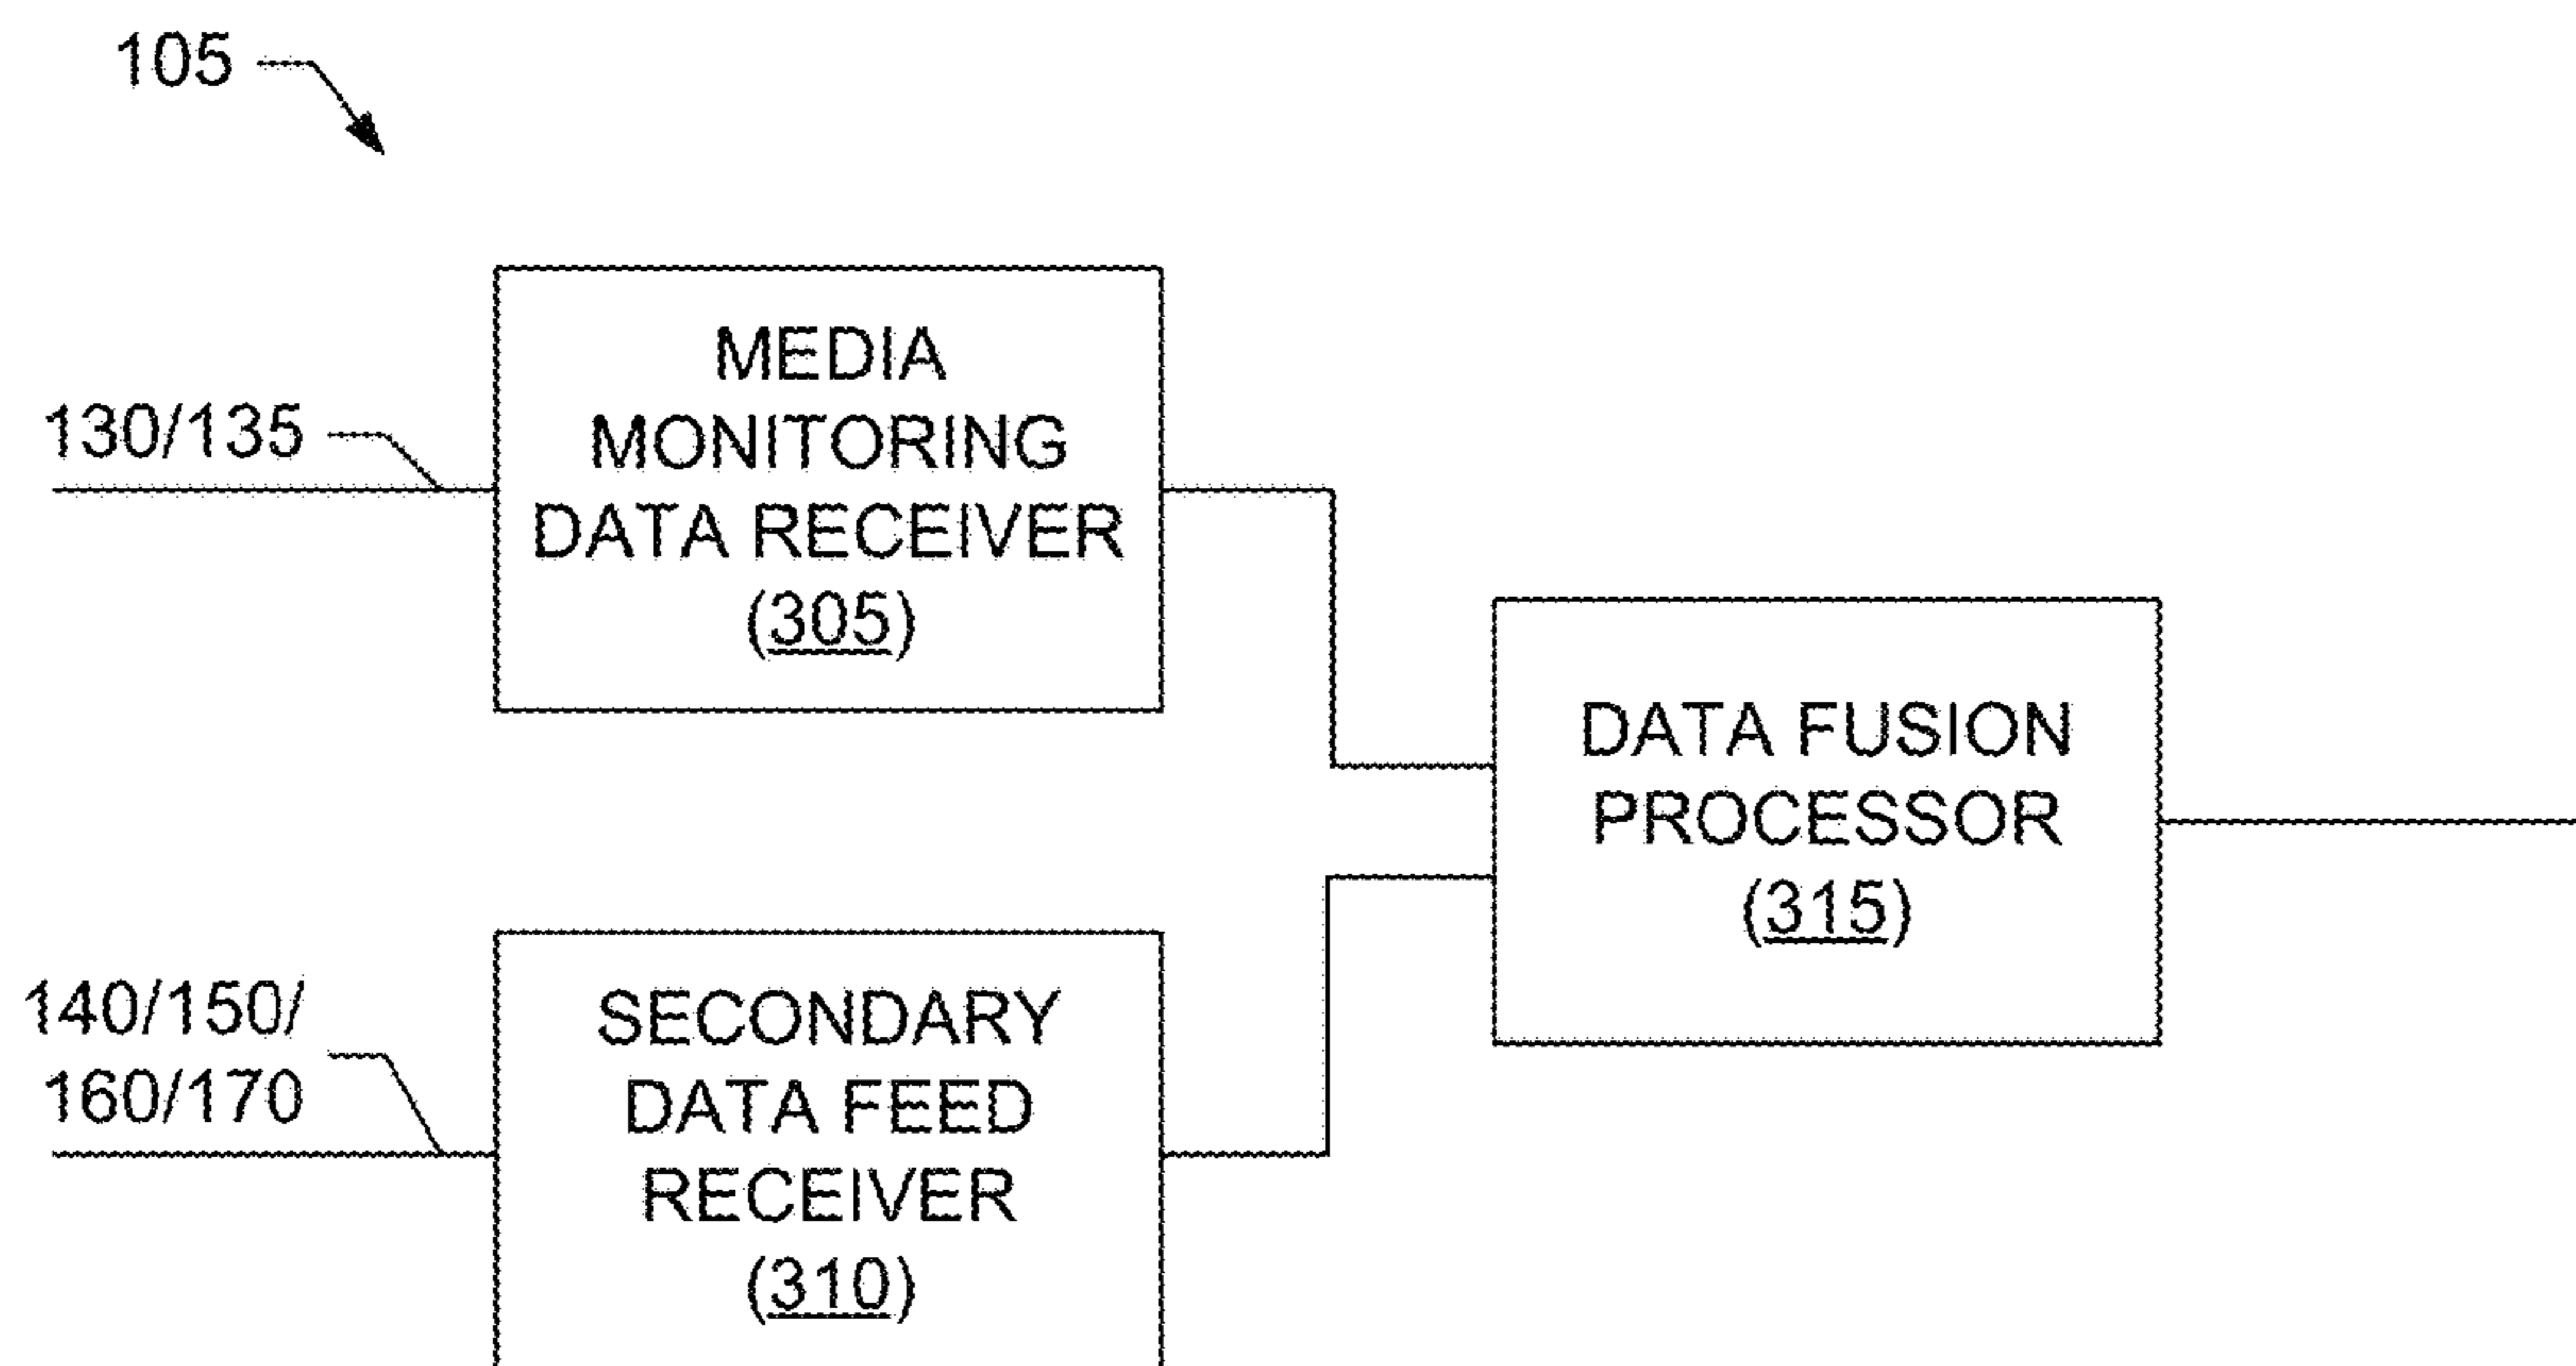 105
130/135
MEDIA
MONITORING
DATA RECEIVER
(305)
DATA FUSION
PROCESSOR
(315)
140/150/
160/170
SECONDARY
DATA FEED
RECEIVER
(310)